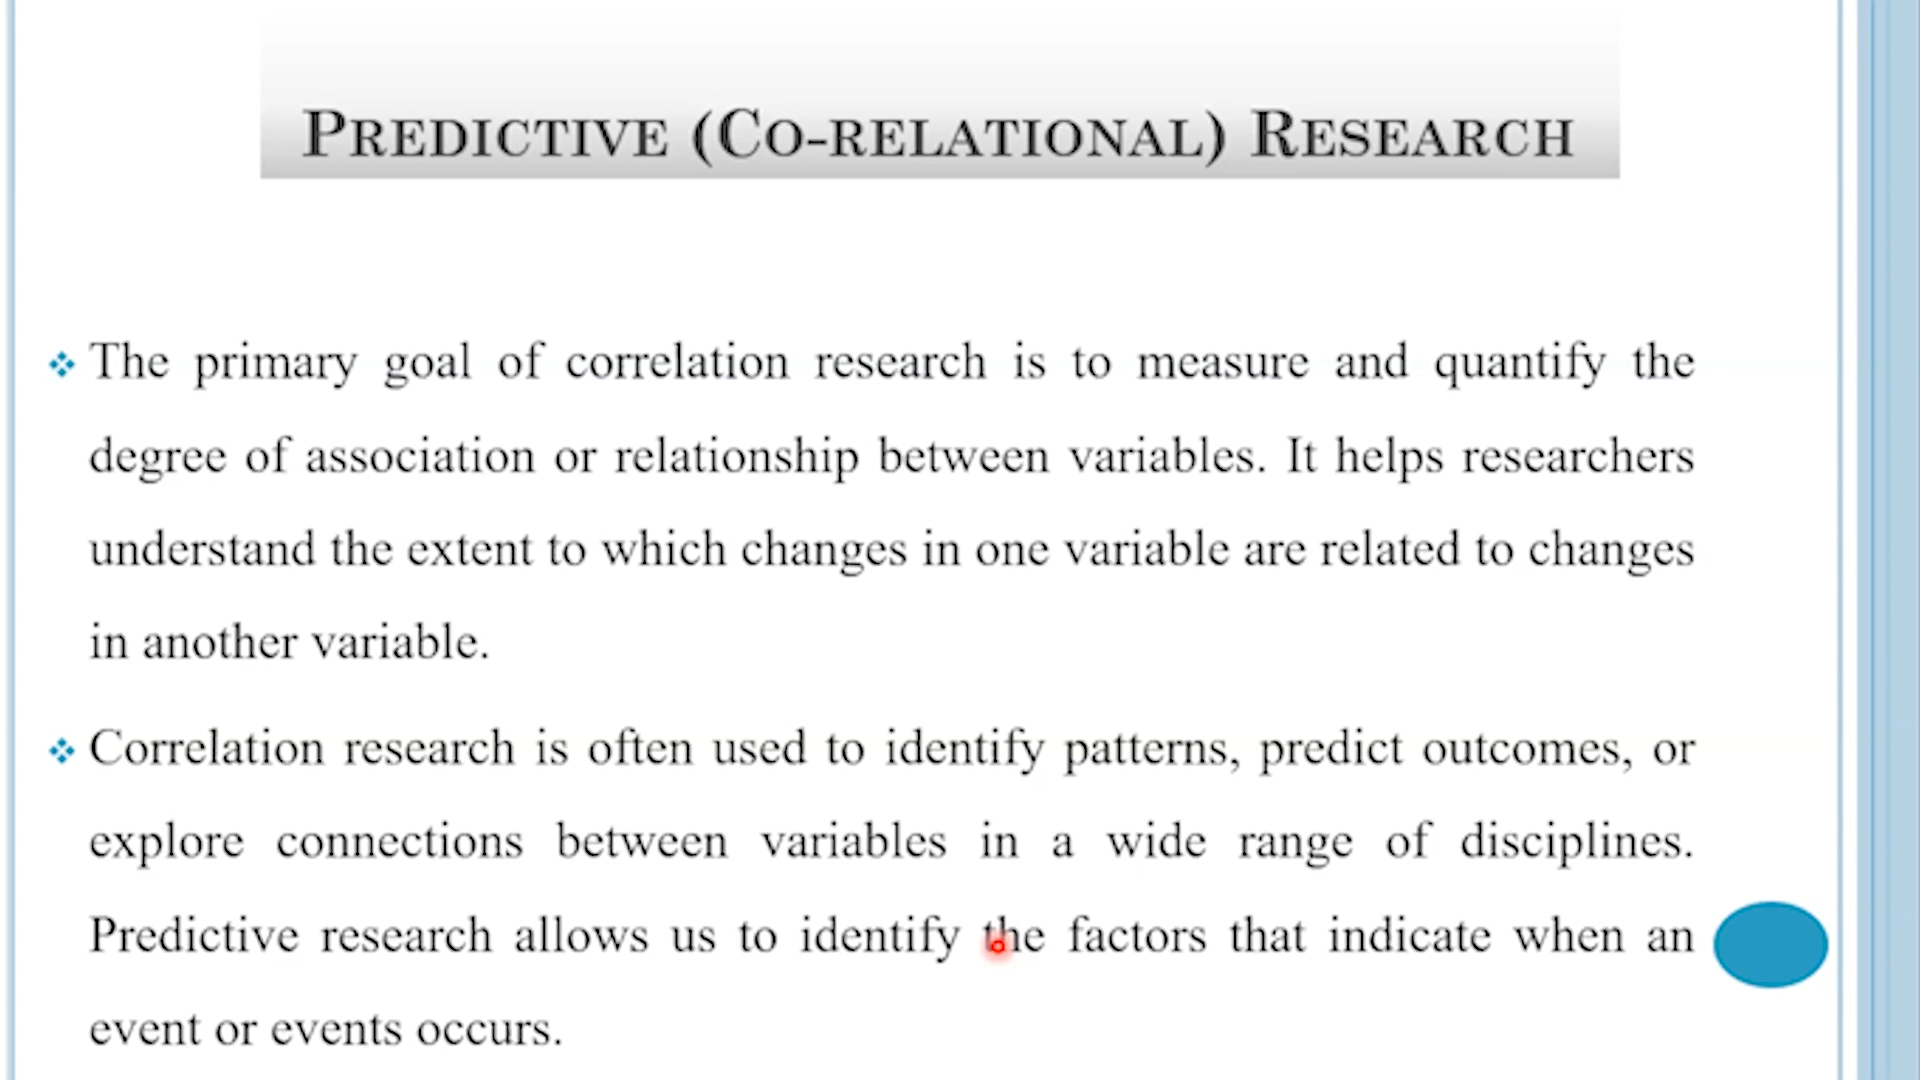 PREDICTIVE (CO-RELATIONAL) RESEARCH
The primary goal of correlation research is to measure and quantify the
degree of association or relationship between variables. It helps researchers
understand the extent to which changes in one variable are related to changes
in another variable.
Correlation research is often used to identify patterns, predict outcomes, or
explore connections between variables in a wide range of disciplines.
Predictive research allows us to identify the factors that indicate when an
event or events occurs.